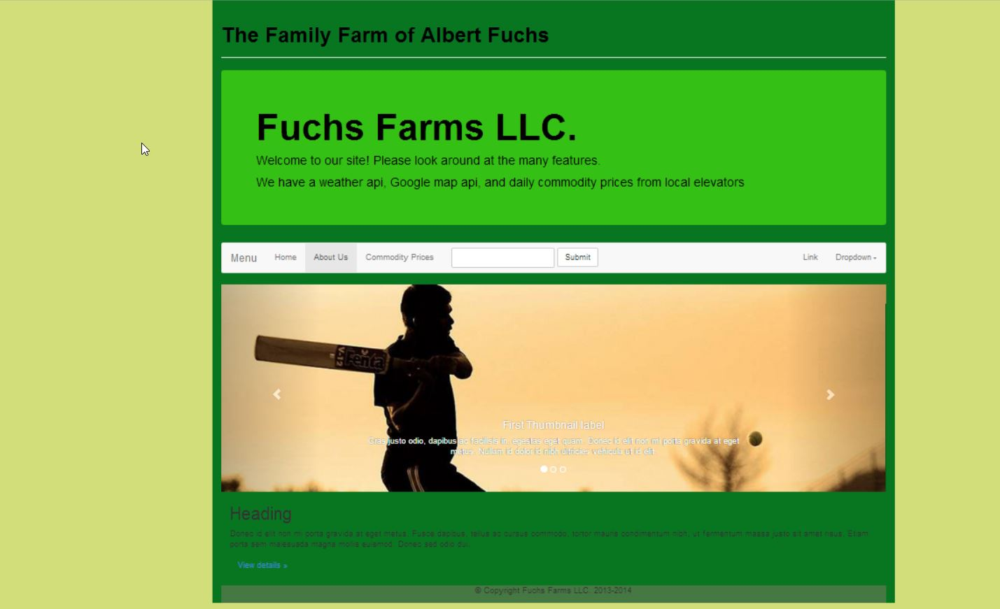 The Family Farm of Albert Fuchs
Fuchs Farms LLC.
Welcome to our site! Please look around at the many features.
We have a weather api, Google map api, and daily commodity prices from local elevators
Menu Home About Us Commodity Prices Submit Link Dropdown
V412 Fenta
First Thumbnail label
Cras justo odio, dapibus ac facilisis in, egestas eget quam. Donec id elit non mi porta gravida at eget
metus. Nullam id dolor id nibh ultricies vehicula ut id elit.
Heading
Donec id elit non mi porta gravida at eget metus. Fusce dapibus, tellus ac cursus commodo, tortor mauris condimentum nibh, ut fermentum massa justo sit amet risus. Etiam
porta sem malesuada magna mollis euismod. Donec sed odio dui.
View details »
© Copyright Fuchs Farms LLC. 2013-2014